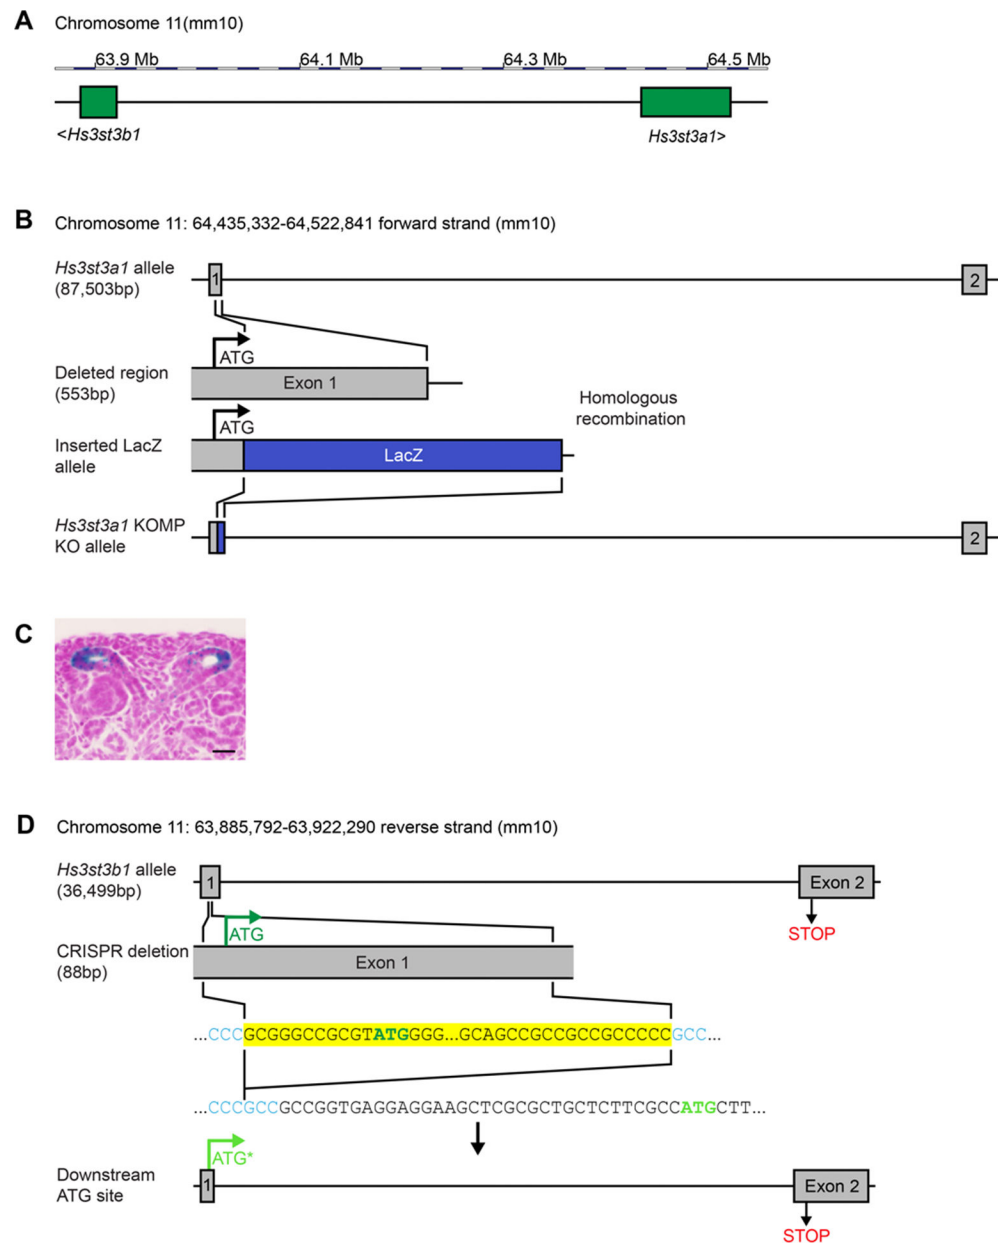 A Chromosome 11(mm10)
63.9 Mb 64.1 Mb 64.3 Mb 64.5 Mb
<Hs3st3b1 Hs3st3a1>
B Chromosome 11: 64,435,332-64,522,841 forward strand (mm10)
Hs3st3a1 allele
(87,503bp)
1 2
ATG
Deleted region
(553bp)
Exon 1
Homologous
recombination
ATG
Inserted LacZ
allele
LacZ
Hs3st3a1 KOMP
KO allele
2
C
D Chromosome 11: 63,885,792-63,922,290 reverse strand (mm10)
Hs3st3b1 allele
(36,499bp)
1 Exon 2
STOP
ATG
CRISPR deletion
(88bp)
Exon 1
...CCCGCGGGCCGCGTATGGGG...GCAGCCGCCGCCGCCCCCGCC...
...CCCGCCGCCGGTGAGGAGGAAGCTCGCGCTGCTCTTCGCCATGCTT...
ATG*
Downstream
ATG site
1 Exon 2
STOP